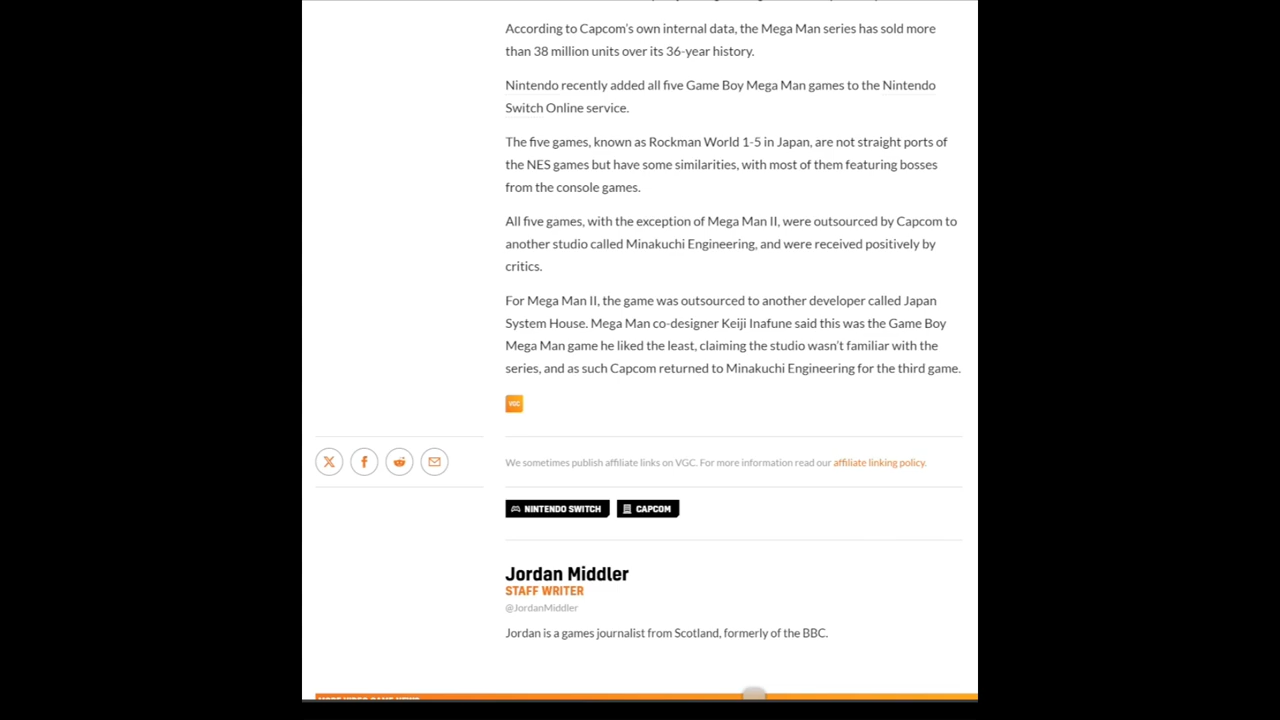 According to Capcom's own internal data, the Mega Man series has sold more
than 38 million units over its 36-year history.
Nintendo recently added all five Game Boy Mega Man games to the Nintendo
Switch Online service.
The five games, known as Rockman World 1-5 in Japan, are not straight ports of
the NES games but have some similarities, with most of them featuring bosses
from the console games.
All five games, with the exception of Mega Man II, were outsourced by Capcom to
another studio called Minakuchi Engineering, and were received positively by
critics.
For Mega Man II, the game was outsourced to another developer called Japan
System House. Mega Man co-designer Keiji Inafune said this was the Game Boy
Mega Man game he liked the least, claiming the studio wasn't familiar with the
series, and as such Capcom returned to Minakuchi Engineering for the third game.
VGC
We sometimes publish affiliate links on VGC. For more information read our affiliate linking policy.
NINTENDO SWITCH CAPCOM
Jordan Middler
STAFF WRITER
@JordanMiddler
Jordan is a games journalist from Scotland, formerly of the BBC.
MORE VIDEO GAME NEWS